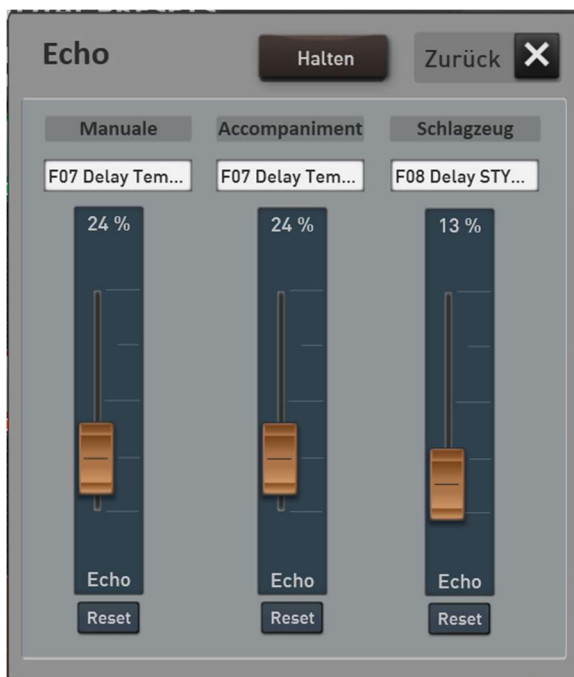 Echo
Halten
Zurück
Manuale
Accompaniment
Schlagzeug
F07 Delay Tem...
F07 Delay Tem...
F08 Delay STY...
24 %
24 %
13 %
Echo
Echo
Echo
Reset
Reset
Reset